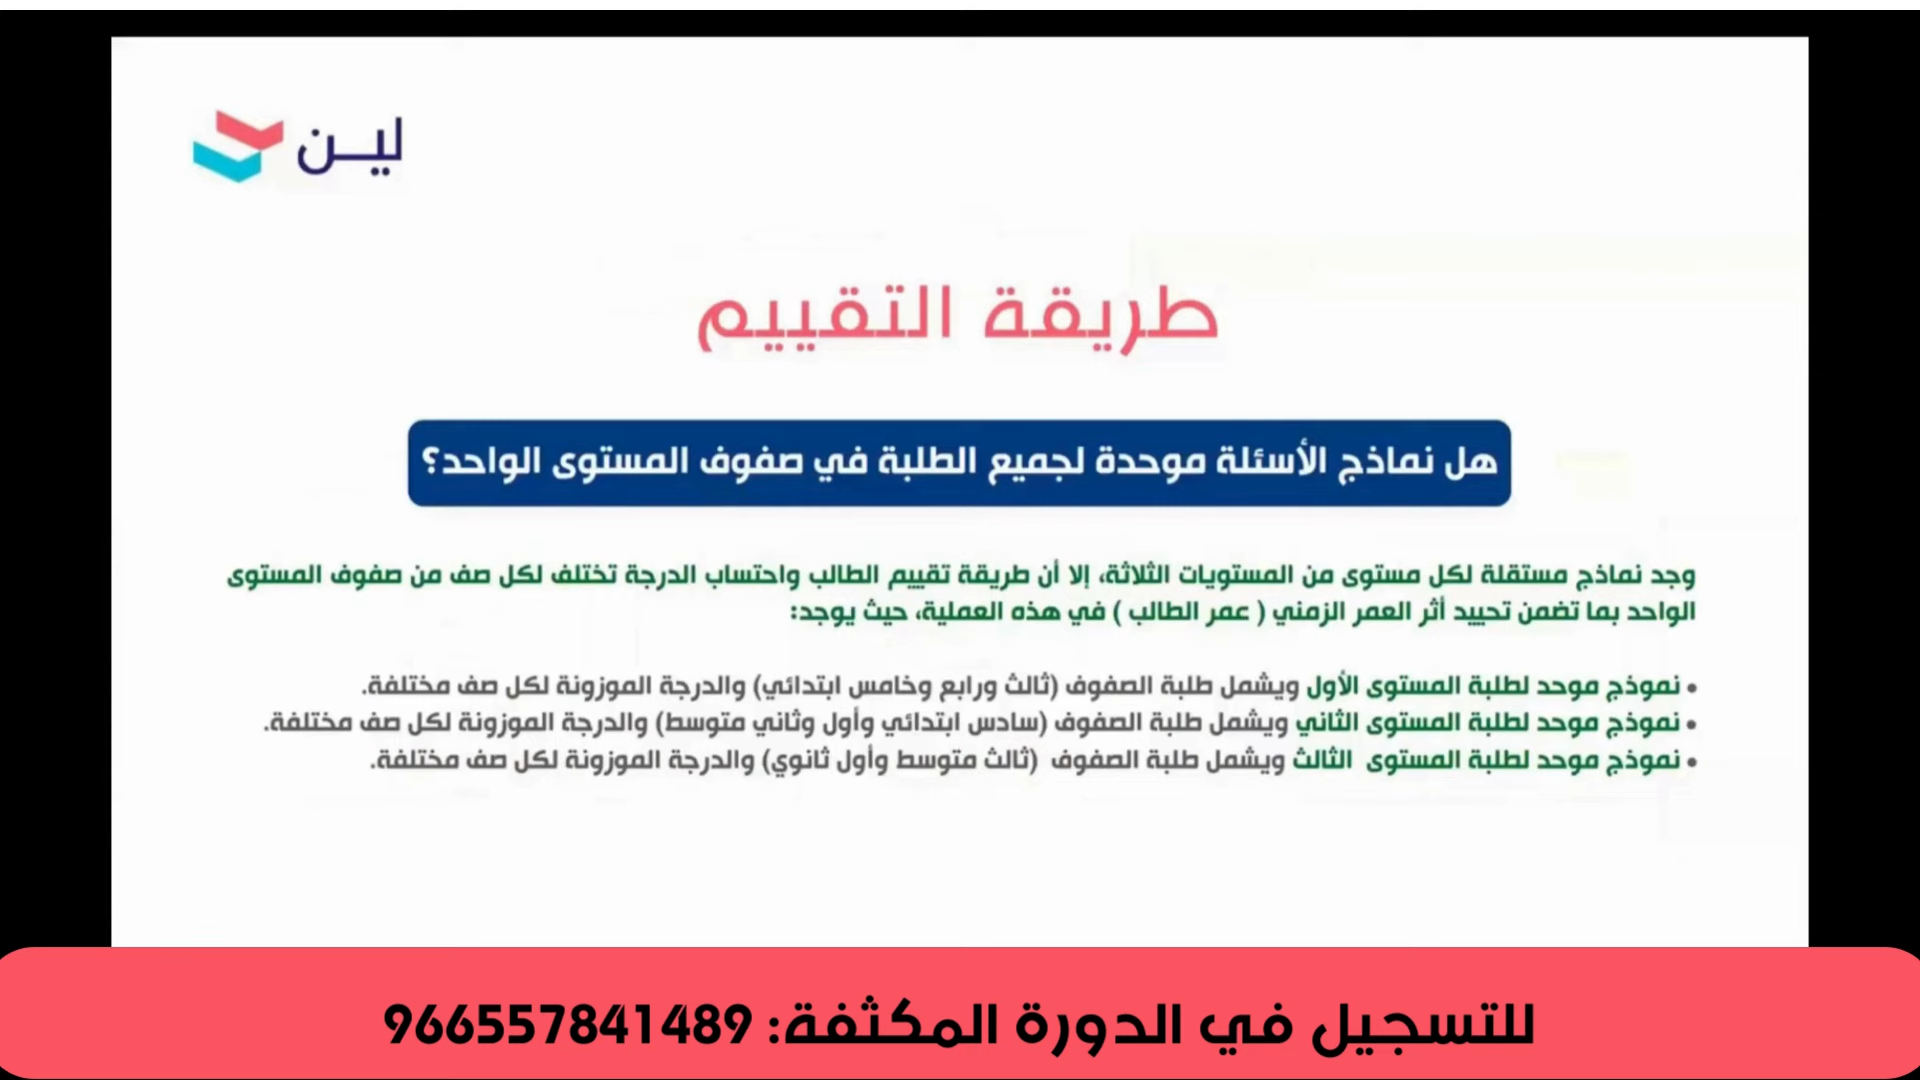 لين
طريقة التقييم
هل نماذج الأسئلة موحدة لجميع الطلبة في صفوف المستوى الواحد؟
وجد نماذج مستقلة لكل مستوى من المستويات الثلاثة، إلا أن طريقة تقييم الطالب واحتساب الدرجة تختلف لكل صف من صفوف المستوى
الواحد بما تضمن تحييد أثر العمر الزمني ( عمر الطالب ) في هذه العملية، حيث يوجد:
• نموذج موحد لطلبة المستوى الأول ويشمل طلبة الصفوف (ثالث ورابع وخامس ابتدائي) والدرجة الموزونة لكل صف مختلفة.
• نموذج موحد لطلبة المستوى الثاني ويشمل طلبة الصفوف (سادس ابتدائي وأول وثاني متوسط) والدرجة الموزونة لكل صف مختلفة.
• نموذج موحد لطلبة المستوى الثالث ويشمل طلبة الصفوف (ثالث متوسط وأول ثانوي) والدرجة الموزونة لكل صف مختلفة.
للتسجيل في الدورة المكثفة: 966557841489